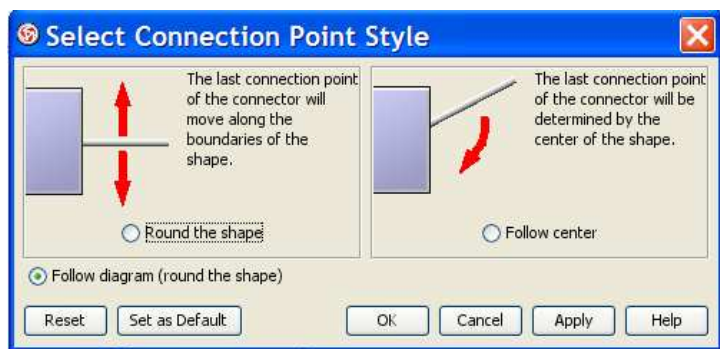 Select Connection Point Style
The last connection point
of the connector will
move along the
boundaries of the
shape.
Round the shape
The last connection point
of the connector will be
determined by the
center of the shape.
Follow center
Follow diagram (round the shape)
Reset
Set as Default
OK
Cancel
Apply
Help